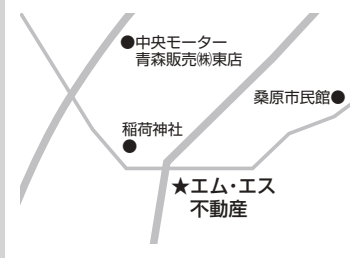 ●中央モーター
青森販売㈱東店
桑原市民館●
稲荷神社
●
★エム・エス
不動産